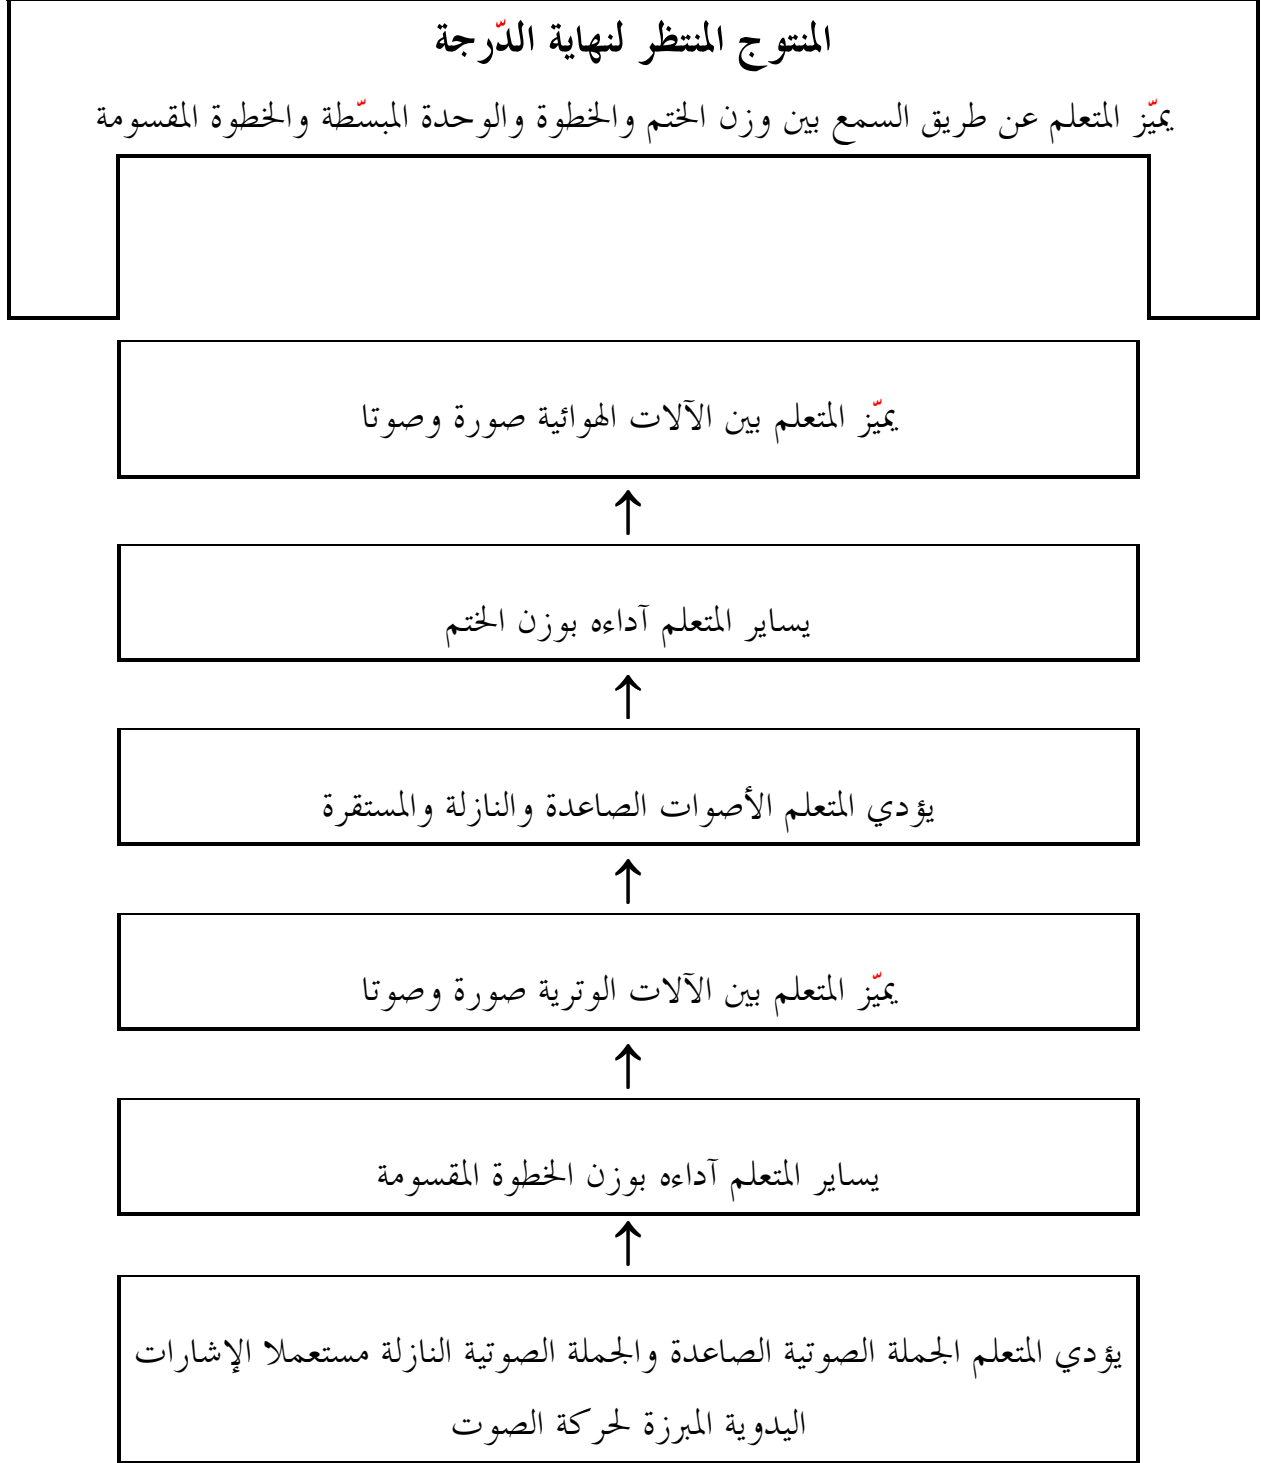 المنتوج المنتظر لنهاية الدّرجة
يميّز المتعلم عن طريق السمع بين وزن الختم والخطوة والوحدة المبسّطة والخطوة المقسومة
يميّز المتعلم بين الآلات الهوائية صورة وصوتا
↑
يساير المتعلم آداءه بوزن الختم
↑
يؤدي المتعلم الأصوات الصاعدة والنازلة والمستقرة
↑
يميّز المتعلم بين الآلات الوترية صورة وصوتا
↑
يساير المتعلم آداءه بوزن الخطوة المقسومة
↑
يؤدي المتعلم الجملة الصوتية الصاعدة والجملة الصوتية النازلة مستعملا الإشارات
اليدوية المبرزة لحركة الصوت